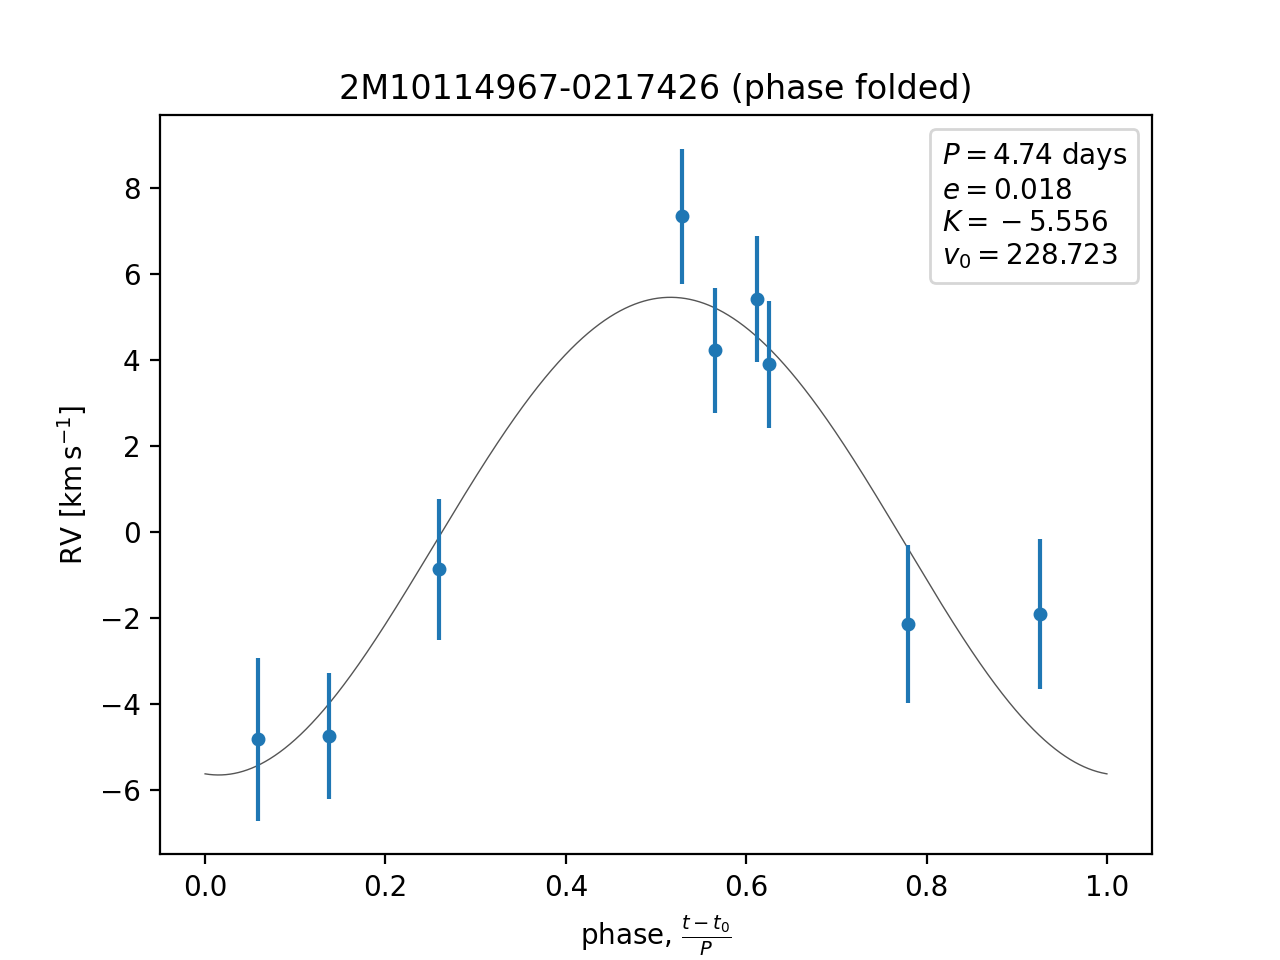 2M10114967-0217426 (phase folded)
P = 4.74 days
e = 0.018
K = −5.556
v₀ = 228.723
RV [km s⁻¹]
8
6
4
2
0
−2
−4
−6
0.0 0.2 0.4 0.6 0.8 1.0
phase, (t − t₀)/P